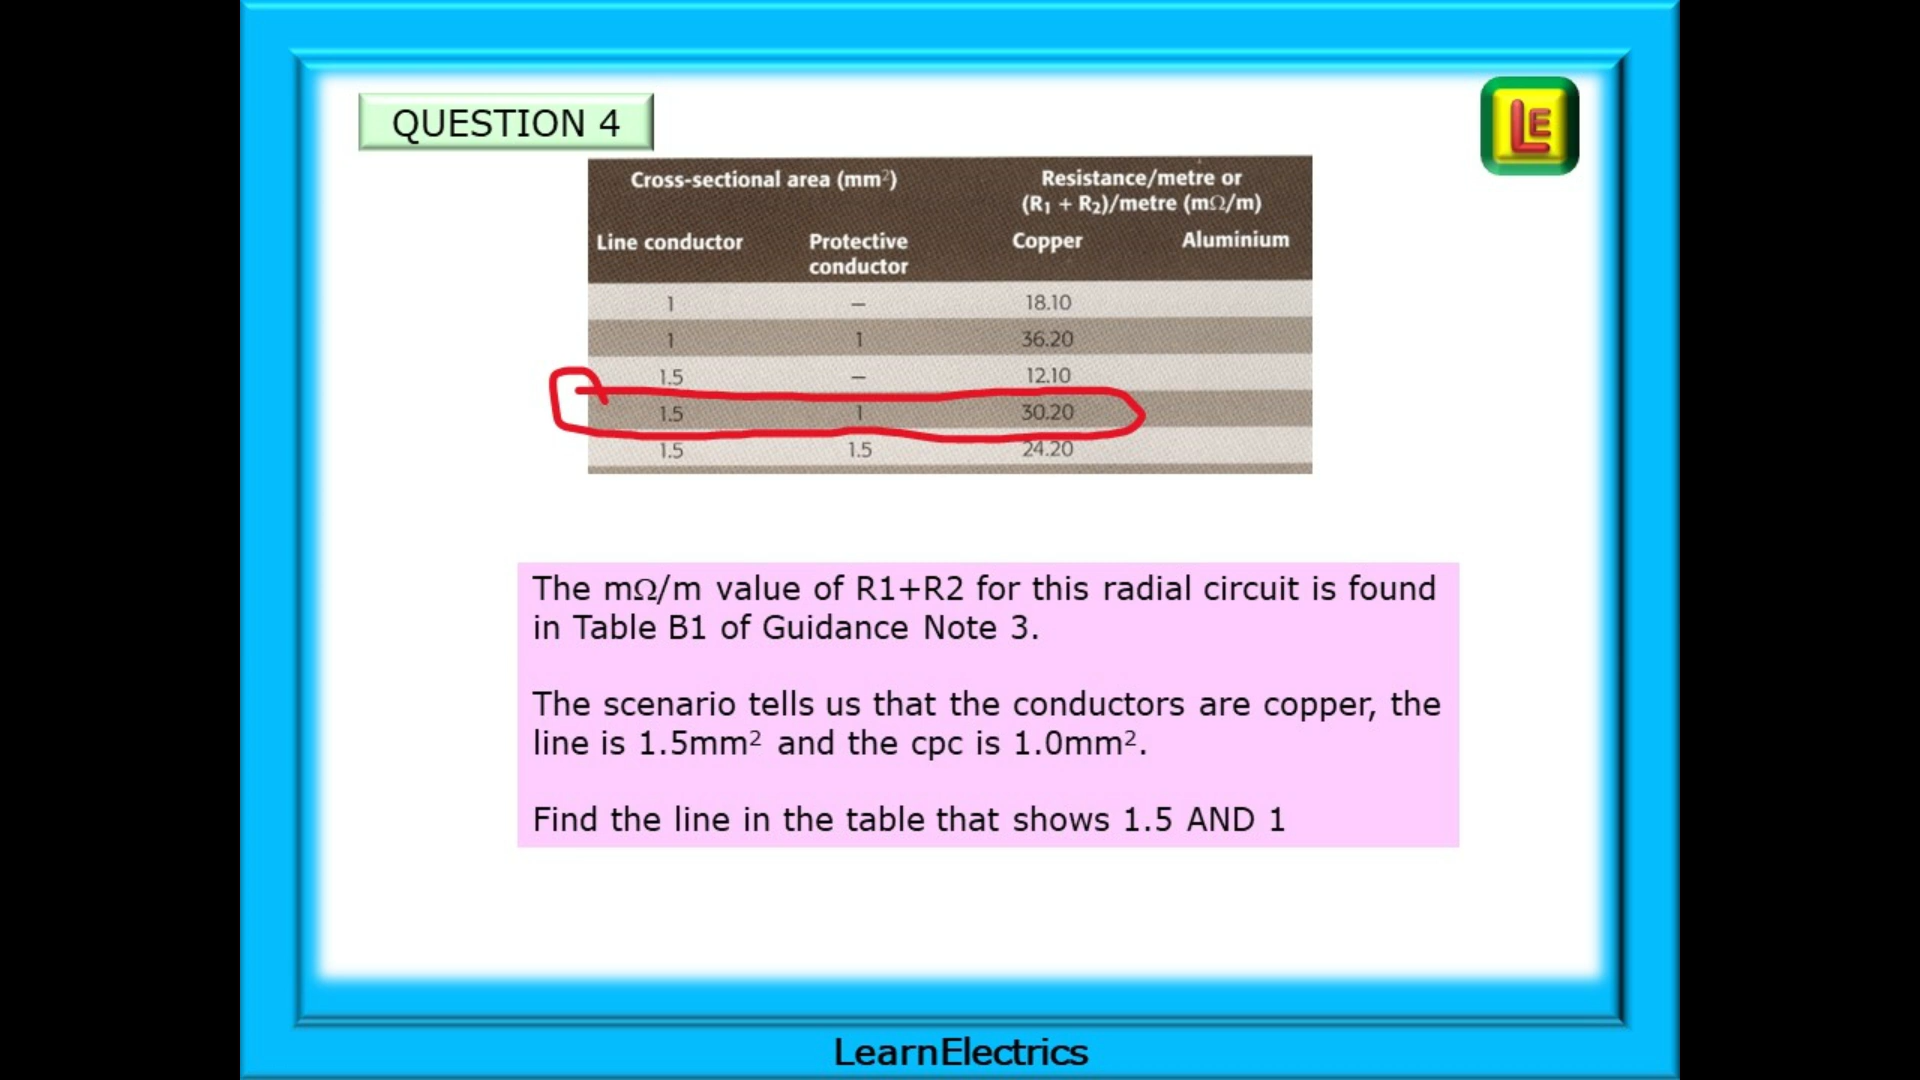 QUESTION 4
LE
Cross-sectional area (mm²) Resistance/metre or
(R₁ + R₂)/metre (mΩ/m)
Line conductor Protective Copper Aluminium
conductor
1 – 18.10
1 1 36.20
1.5 – 12.10
1.5 1 30.20
1.5 1.5 24.20
The mΩ/m value of R1+R2 for this radial circuit is found
in Table B1 of Guidance Note 3.
The scenario tells us that the conductors are copper, the
line is 1.5mm² and the cpc is 1.0mm².
Find the line in the table that shows 1.5 AND 1
LearnElectrics